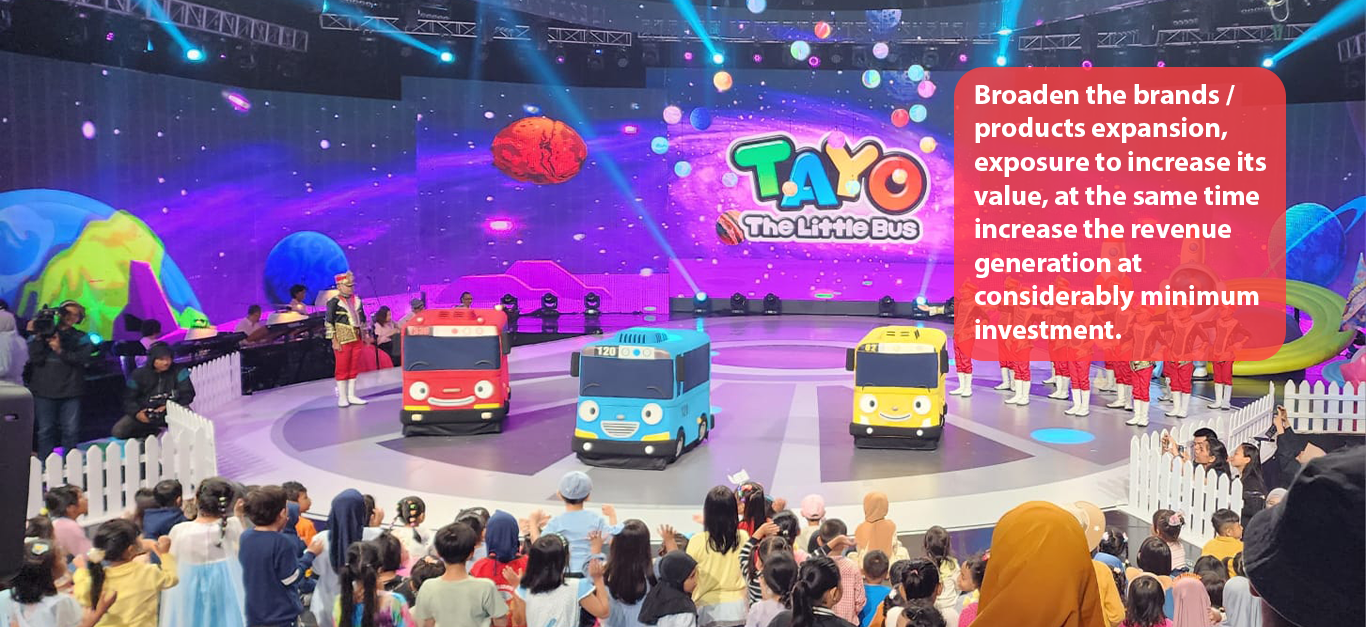 TAYO
The Little Bus
Broaden the brands /
products expansion,
exposure to increase its
value, at the same time
increase the revenue
generation at
considerably minimum
investment.
120